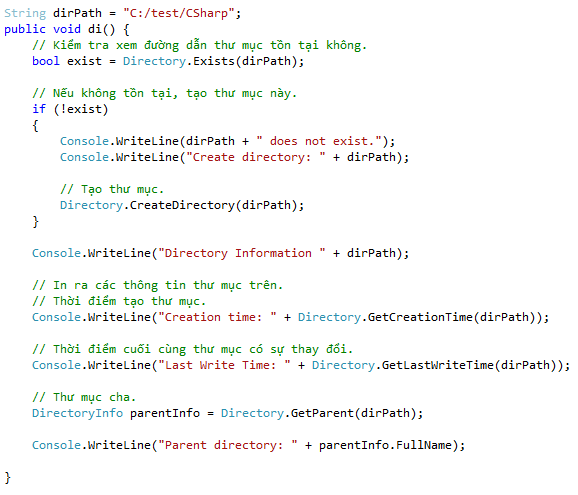 String dirPath = "C:/test/CSharp";
public void di() {
    // Kiểm tra xem đường dẫn thư mục tồn tại không.
    bool exist = Directory.Exists(dirPath);

    // Nếu không tồn tại, tạo thư mục này.
    if (!exist)
    {
        Console.WriteLine(dirPath + " does not exist.");
        Console.WriteLine("Create directory: " + dirPath);

        // Tạo thư mục.
        Directory.CreateDirectory(dirPath);
    }

    Console.WriteLine("Directory Information " + dirPath);

    // In ra các thông tin thư mục trên.
    // Thời điểm tạo thư mục.
    Console.WriteLine("Creation time: " + Directory.GetCreationTime(dirPath));

    // Thời điểm cuối cùng thư mục có sự thay đổi.
    Console.WriteLine("Last Write Time: " + Directory.GetLastWriteTime(dirPath));

    // Thư mục cha.
    DirectoryInfo parentInfo = Directory.GetParent(dirPath);

    Console.WriteLine("Parent directory: " + parentInfo.FullName);

}